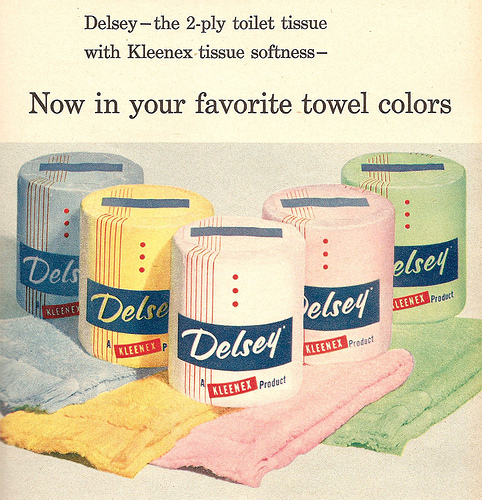 Delsey—the 2-ply toilet tissue
with Kleenex tissue softness—
Now in your favorite towel colors
Dels
KLEENEX
Delse
A KLEENEX P
Delsey
A KLEENEX Product
elsey
KLEENEX Product
elsey
KLEENEX Product